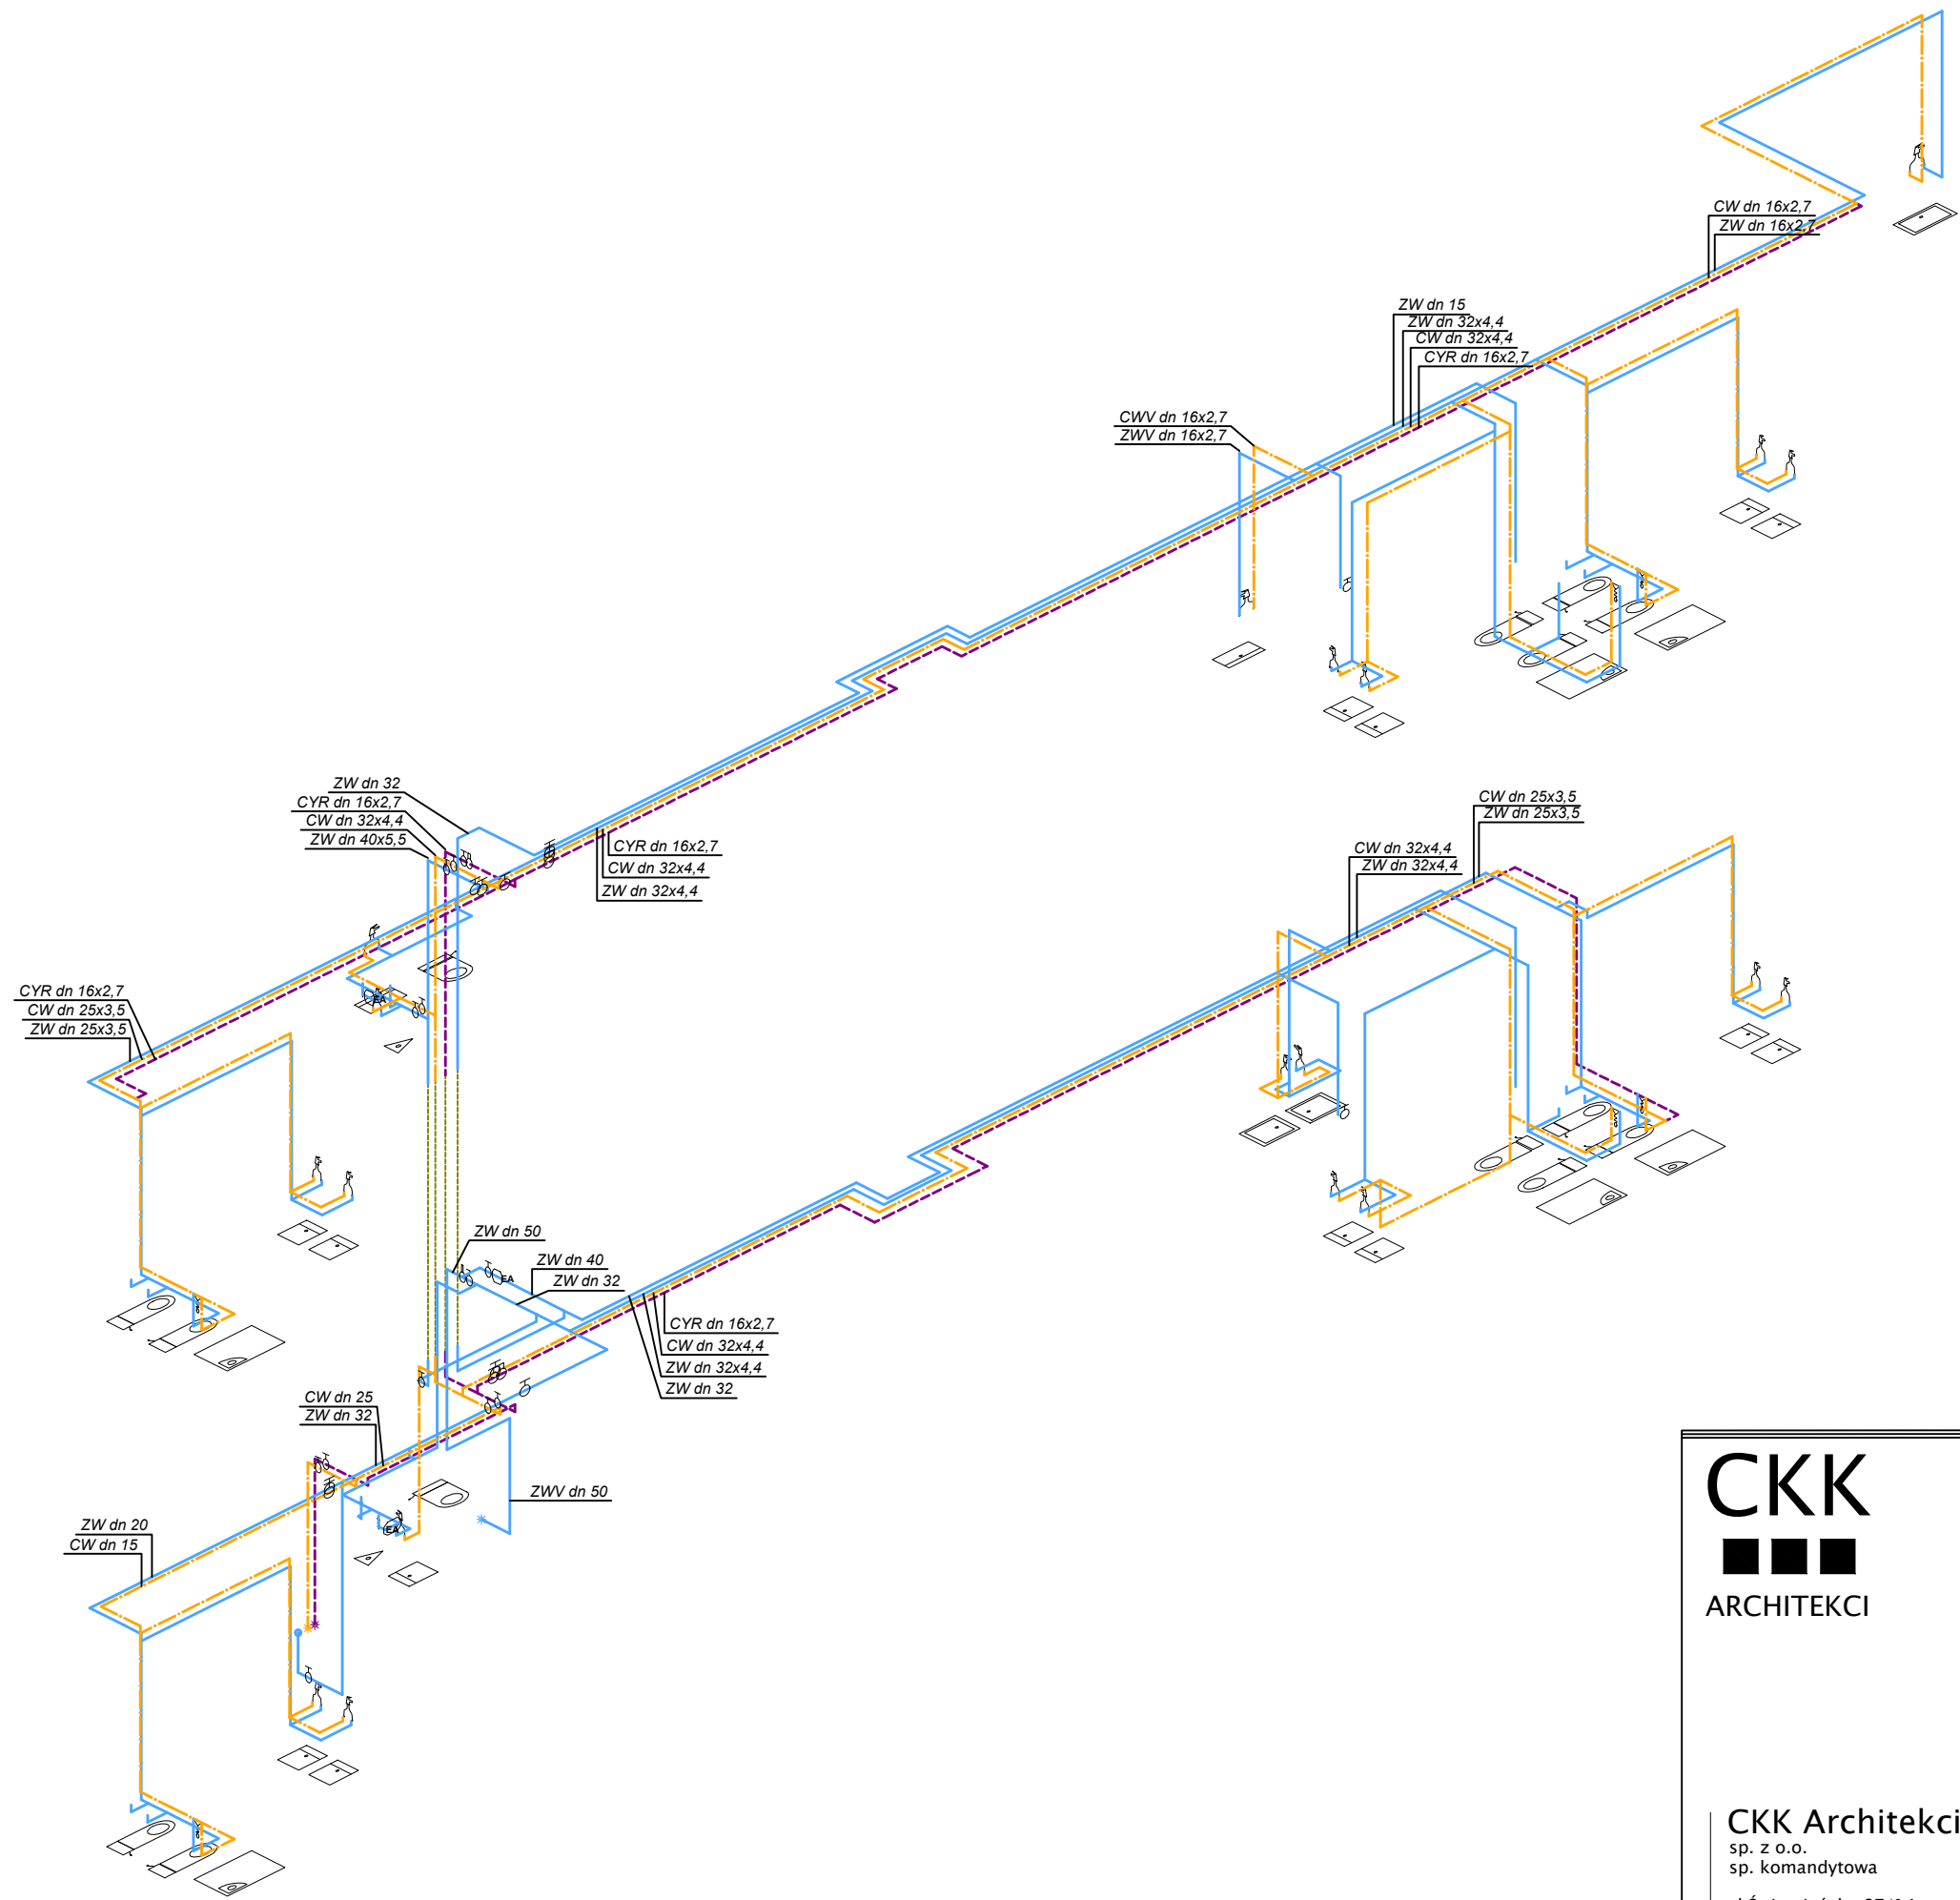 CW dn 16x2,7
ZW dn 16x2,7
ZW dn 15
ZW dn 32x4,4
CW dn 32x4,4
CYR dn 16x2,7
CWV dn 16x2,7
ZWV dn 16x2,7
ZW dn 32
CYR dn 16x2,7
CW dn 32x4,4
ZW dn 40x5,5
CYR dn 16x2,7
CW dn 32x4,4
ZW dn 32x4,4
CW dn 25x3,5
ZW dn 25x3,5
CW dn 32x4,4
ZW dn 32x4,4
CYR dn 16x2,7
CW dn 25x3,5
ZW dn 25x3,5
EA
ZW dn 50
ZW dn 40
ZW dn 32
EA
CYR dn 16x2,7
CW dn 32x4,4
ZW dn 32x4,4
ZW dn 32
CW dn 25
ZW dn 32
ZWV dn 50
EA
ZW dn 20
CW dn 15
CKK
ARCHITEKCI
CKK Architekci
sp. z o.o.
sp. komandytowa